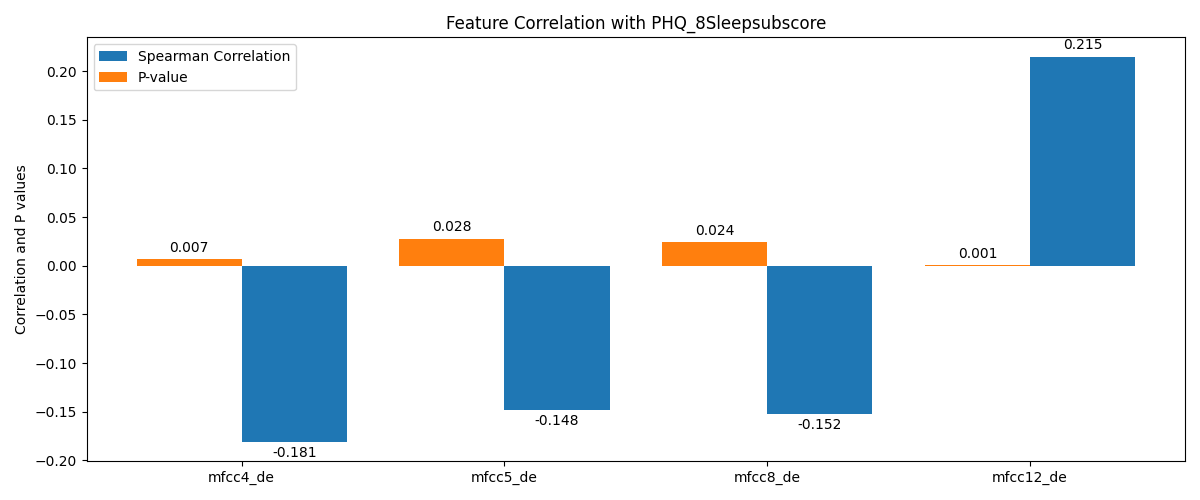 Feature Correlation with PHQ_8Sleepsubscore
Spearman Correlation
P-value
Correlation and P values
0.20
0.15
0.10
0.05
0.00
−0.05
−0.10
−0.15
−0.20
0.007
-0.181
0.028
-0.148
0.024
-0.152
0.001
0.215
mfcc4_de
mfcc5_de
mfcc8_de
mfcc12_de